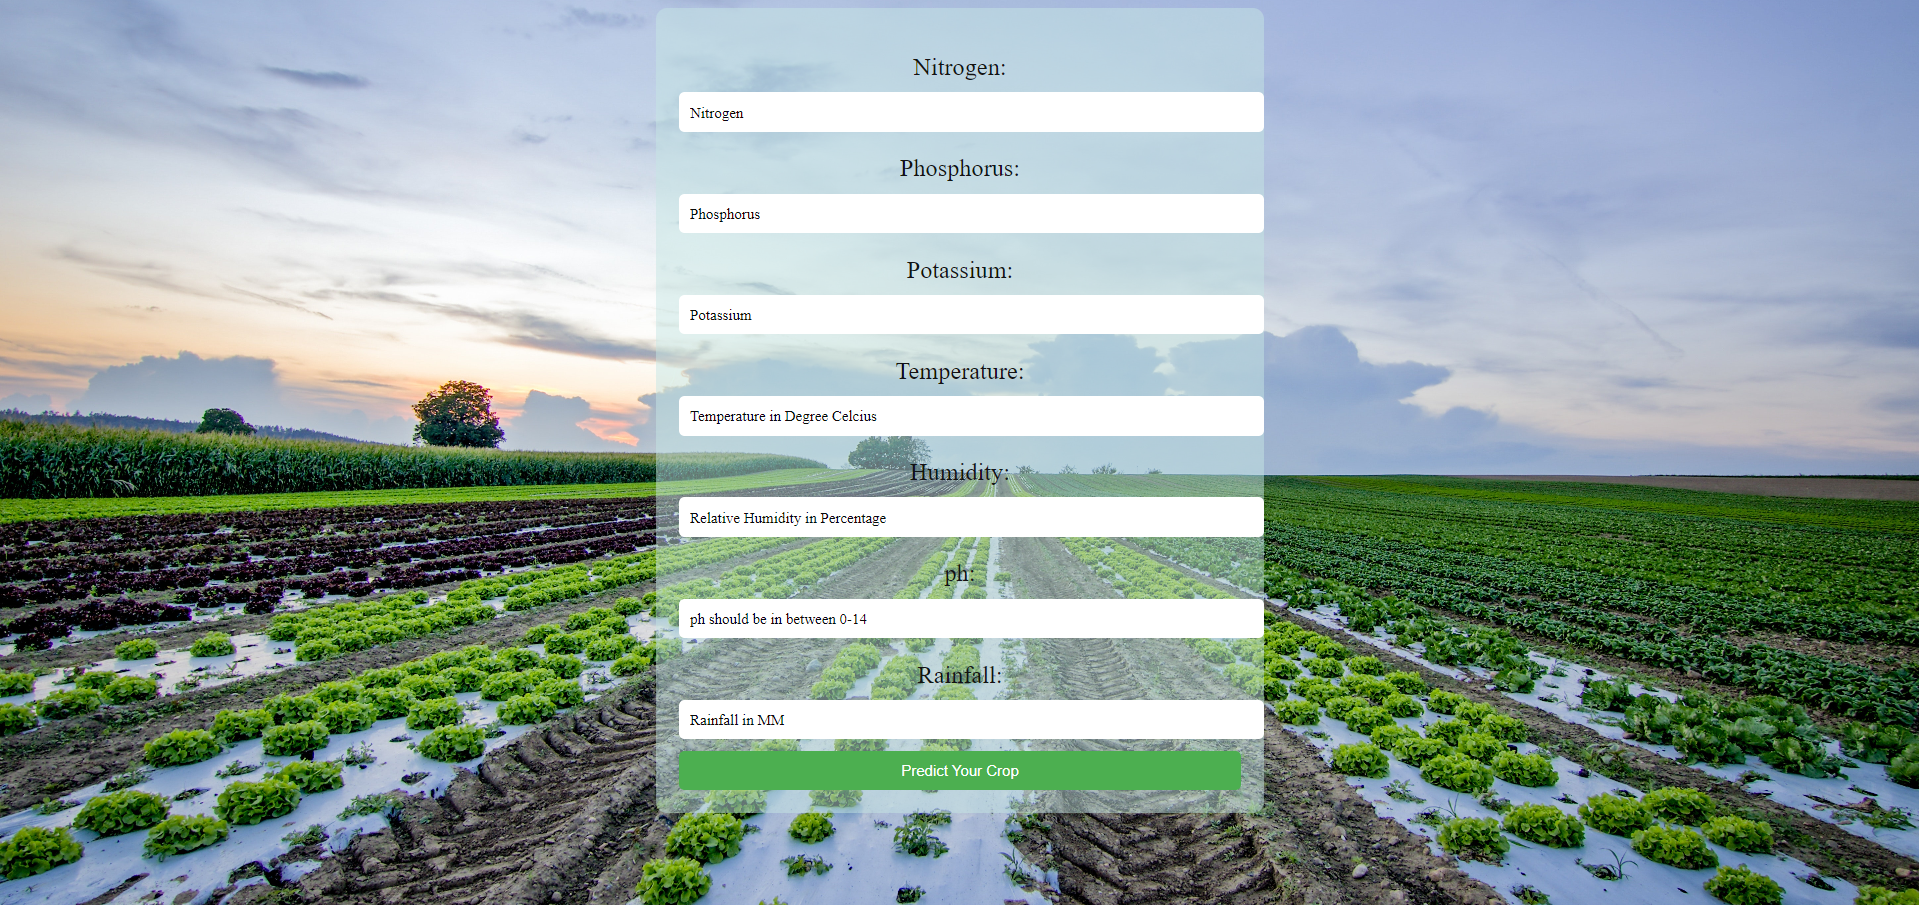 Nitrogen:
Nitrogen
Phosphorus:
Phosphorus
Potassium:
Potassium
Temperature:
Temperature in Degree Celcius
Humidity:
Relative Humidity in Percentage
ph:
ph should be in between 0-14
Rainfall:
Rainfall in MM
Predict Your Crop